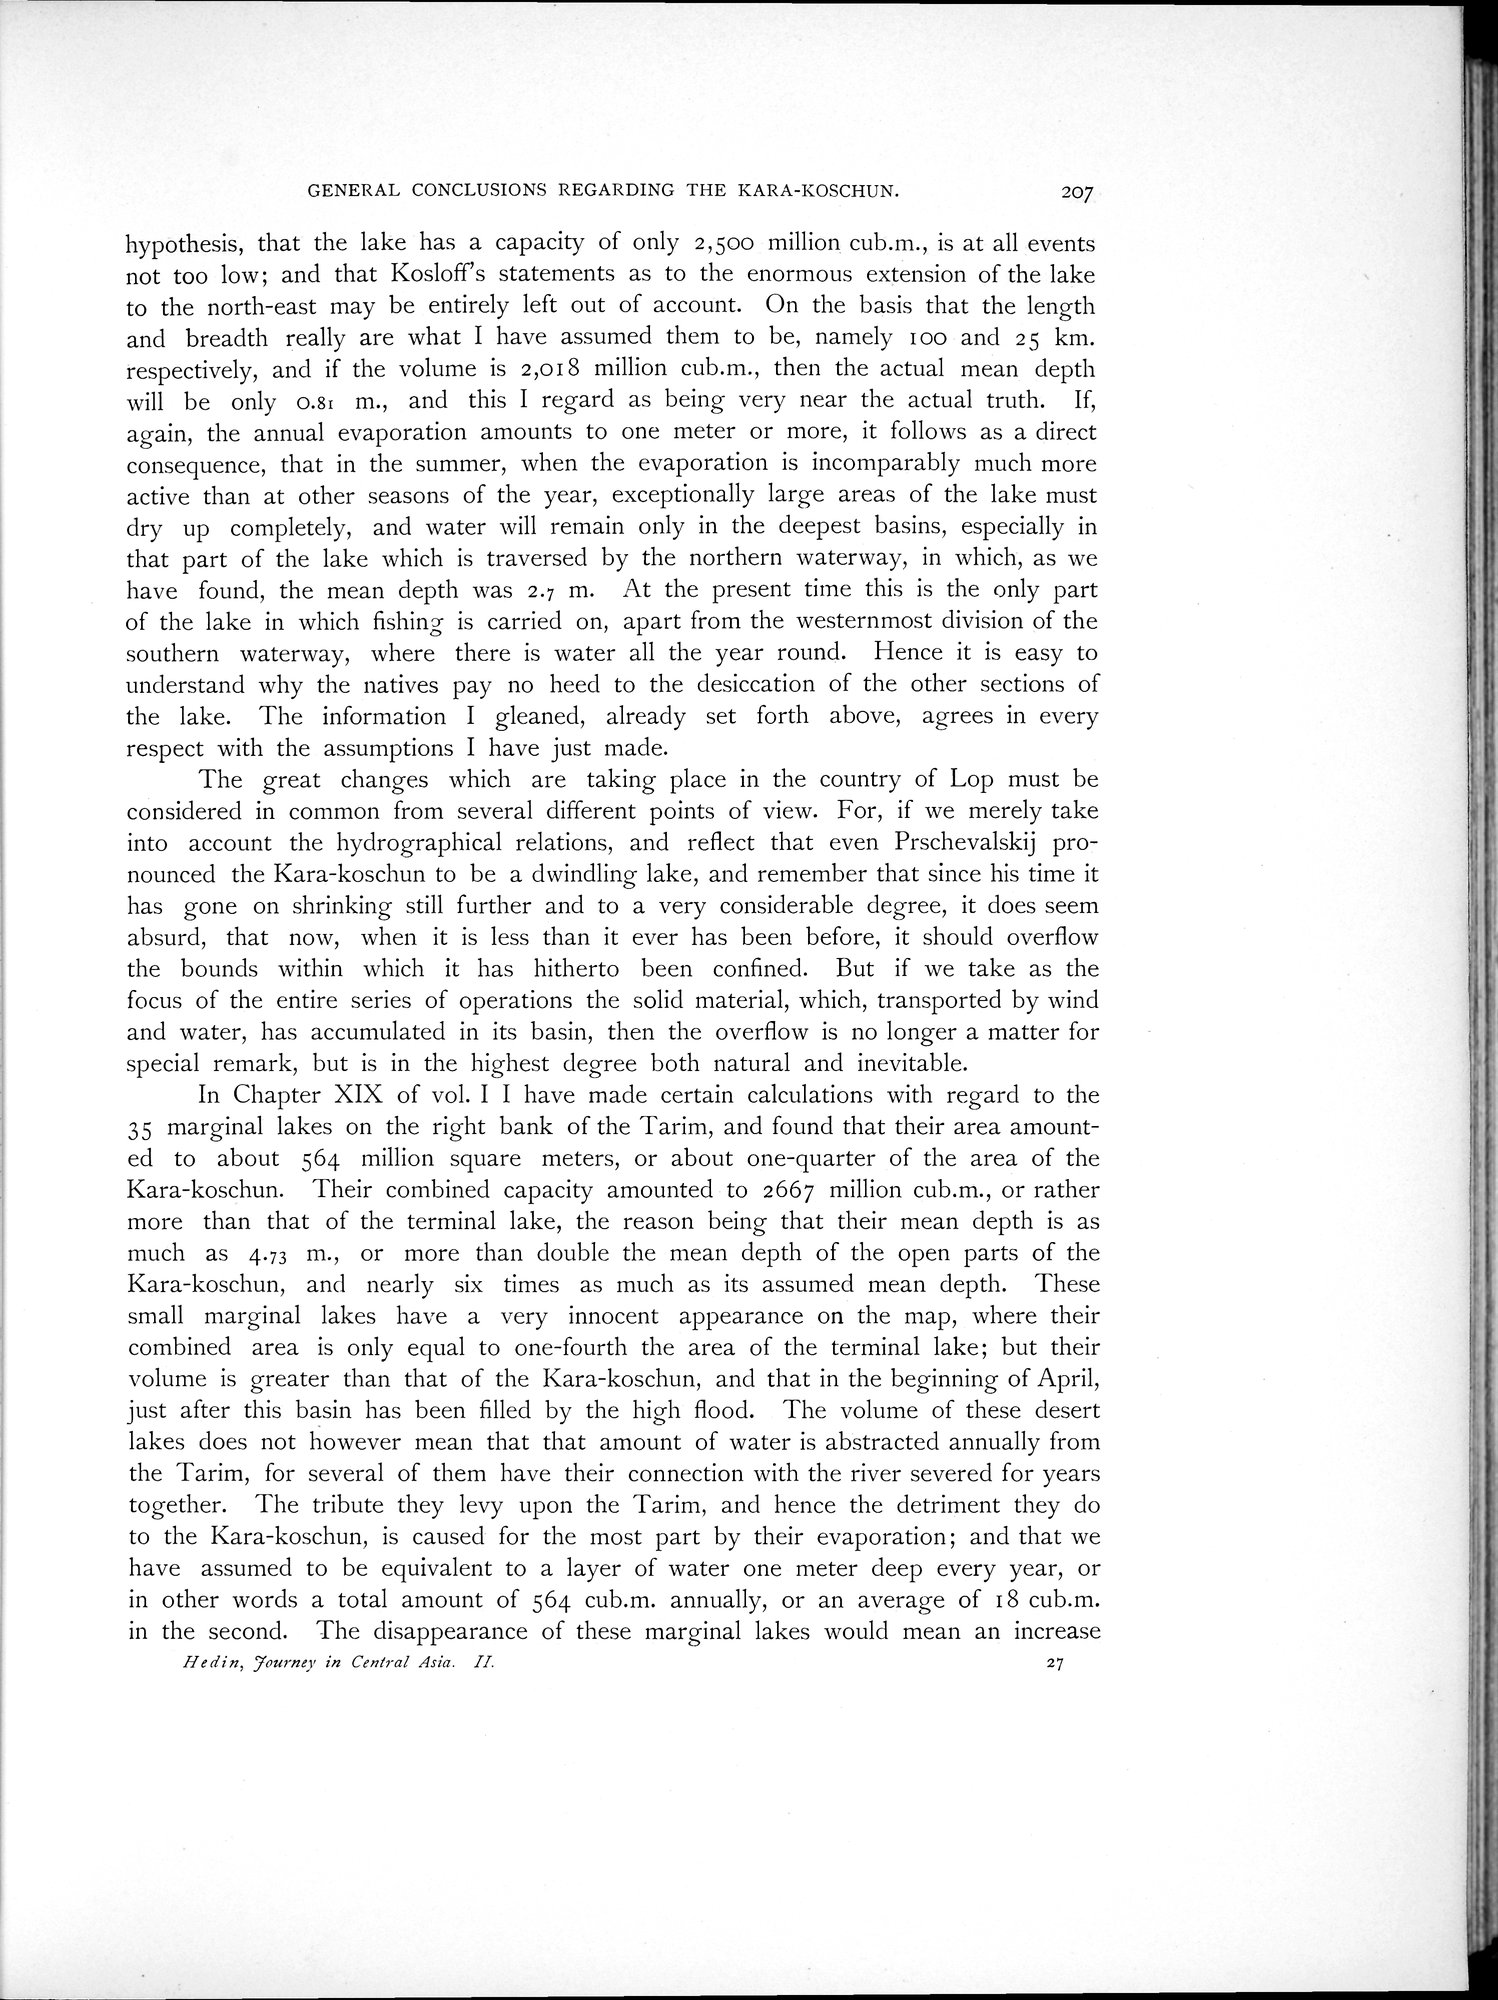 GENERAL CONCLUSIONS REGARDING THE KARA-KOSCHUN. 207
hypothesis, that the lake has a capacity of only 2,500 million cub.m., is at all events
not too low; and that Kosloff's statements as to the enormous extension of the lake
to the north-east may be entirely left out of account. On the basis that the length
and breadth really are what I have assumed them to be, namely 100 and 25 km.
respectively, and if the volume is 2,018 million cub.m., then the actual mean depth
will be only 0.81 m., and this I regard as being very near the actual truth. If,
again, the annual evaporation amounts to one meter or more, it follows as a direct
consequence, that in the summer, when the evaporation is incomparably much more
active than at other seasons of the year, exceptionally large areas of the lake must
dry up completely, and water will remain only in the deepest basins, especially in
that part of the lake which is traversed by the northern waterway, in which, as we
have found, the mean depth was 2.7 m. At the present time this is the only part
of the lake in which fishing is carried on, apart from the westernmost division of the
southern waterway, where there is water all the year round. Hence it is easy to
understand why the natives pay no heed to the desiccation of the other sections of
the lake. The information I gleaned, already set forth above, agrees in every
respect with the assumptions I have just made.
The great changes which are taking place in the country of Lop must be
considered in common from several different points of view. For, if we merely take
into account the hydrographical relations, and reflect that even Prschevalskij pro-
nounced the Kara-koschun to be a dwindling lake, and remember that since his time it
has gone on shrinking still further and to a very considerable degree, it does seem
absurd, that now, when it is less than it ever has been before, it should overflow
the bounds within which it has hitherto been confined. But if we take as the
focus of the entire series of operations the solid material, which, transported by wind
and water, has accumulated in its basin, then the overflow is no longer a matter for
special remark, but is in the highest degree both natural and inevitable.
In Chapter XIX of vol. I I have made certain calculations with regard to the
35 marginal lakes on the right bank of the Tarim, and found that their area amount-
ed to about 564 million square meters, or about one-quarter of the area of the
Kara-koschun. Their combined capacity amounted to 2667 million cub.m., or rather
more than that of the terminal lake, the reason being that their mean depth is as
much as 4.73 m., or more than double the mean depth of the open parts of the
Kara-koschun, and nearly six times as much as its assumed mean depth. These
small marginal lakes have a very innocent appearance on the map, where their
combined area is only equal to one-fourth the area of the terminal lake; but their
volume is greater than that of the Kara-koschun, and that in the beginning of April,
just after this basin has been filled by the high flood. The volume of these desert
lakes does not however mean that that amount of water is abstracted annually from
the Tarim, for several of them have their connection with the river severed for years
together. The tribute they levy upon the Tarim, and hence the detriment they do
to the Kara-koschun, is caused for the most part by their evaporation; and that we
have assumed to be equivalent to a layer of water one meter deep every year, or
in other words a total amount of 564 cub.m. annually, or an average of 18 cub.m.
in the second. The disappearance of these marginal lakes would mean an increase
Hedin, Journey in Central Asia. II. 27